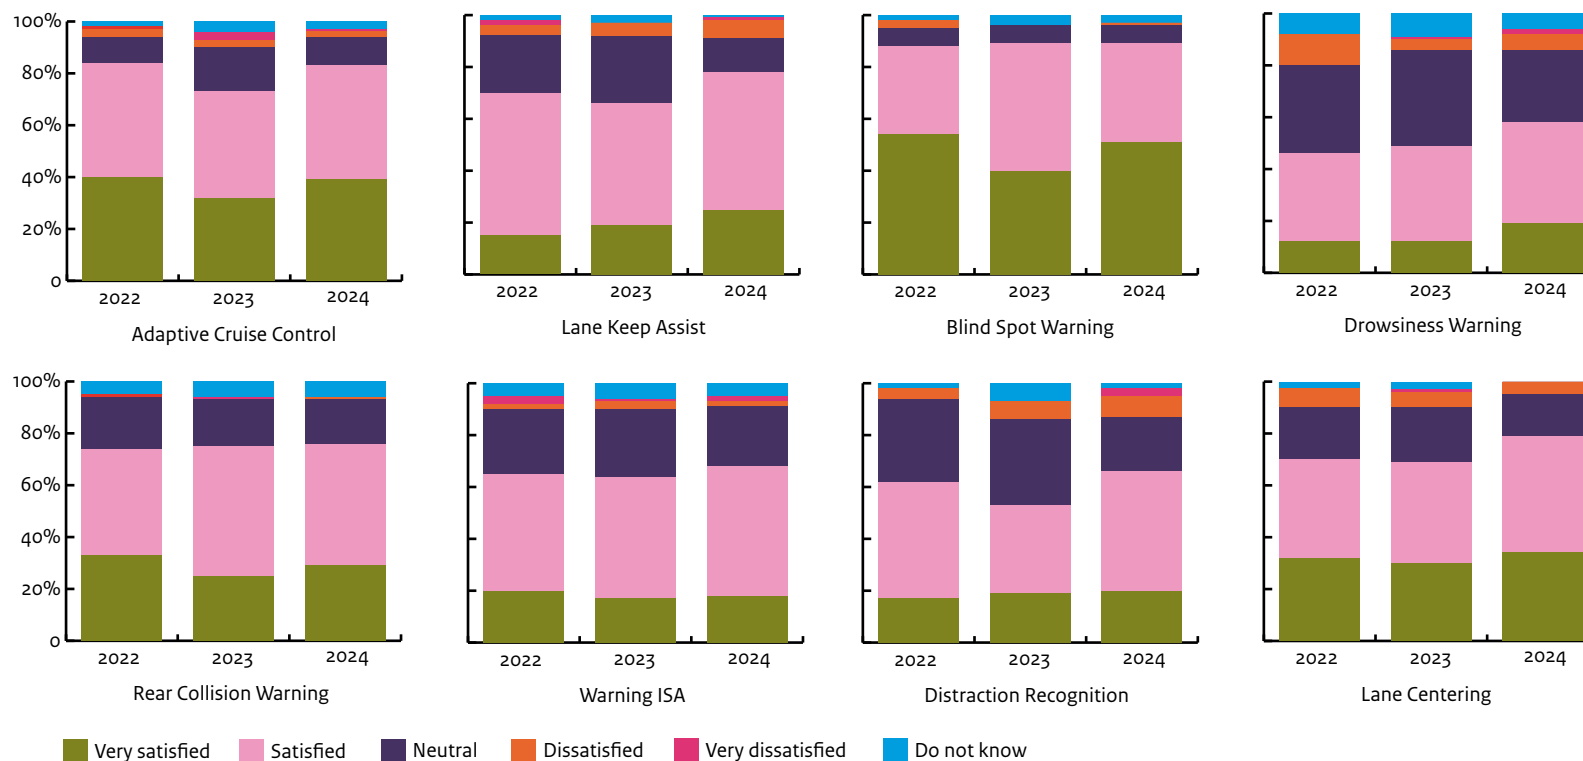 100%
80%
60%
40%
20%
0
2022 2023 2024
Adaptive Cruise Control
2022 2023 2024
Lane Keep Assist
2022 2023 2024
Blind Spot Warning
2022 2023 2024
Drowsiness Warning
100%
80%
60%
40%
20%
0
2022 2023 2024
Rear Collision Warning
2022 2023 2024
Warning ISA
2022 2023 2024
Distraction Recognition
2022 2023 2024
Lane Centering
Very satisfied Satisfied Neutral Dissatisfied Very dissatisfied Do not know